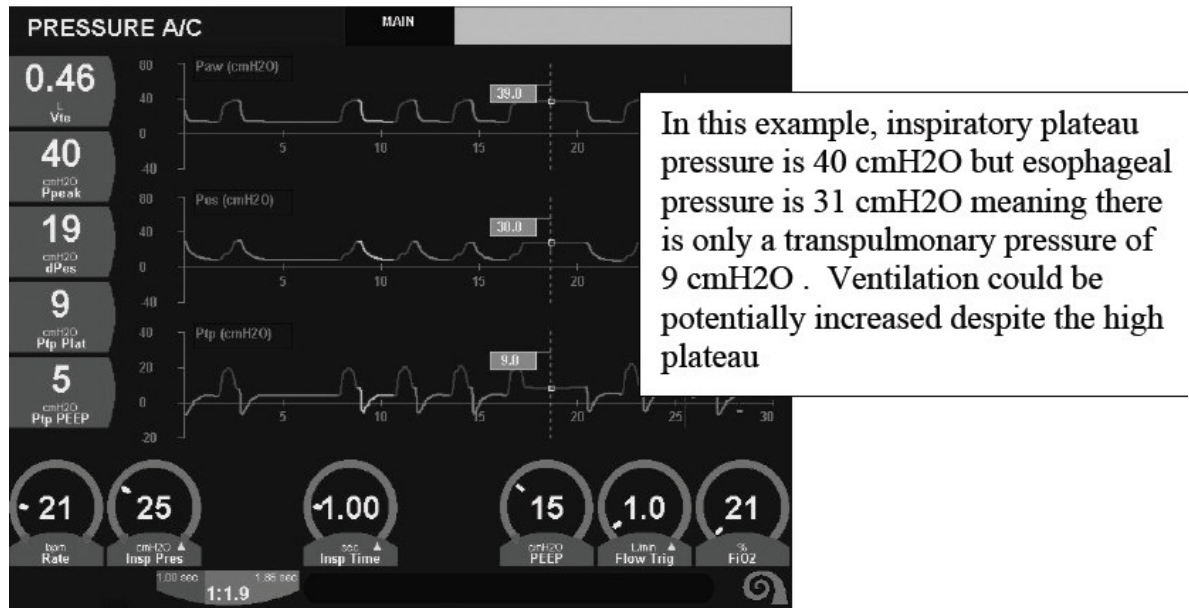 PRESSURE A/C
MAIN
0.46
L
Vte
40
cmH2O
Ppeak
19
cmH2O
dPes
9
cmH2O
Ptp Plat
5
cmH2O
Ptp PEEP
Paw (cmH2O)
80
40
0
-40
39.0
5
10
15
20
Pes (cmH2O)
80
40
0
-40
30.0
5
10
15
20
Ptp (cmH2O)
40
20
0
-20
9.0
5
10
15
20
25
30
In this example, inspiratory plateau
pressure is 40 cmH2O but esophageal
pressure is 31 cmH2O meaning there
is only a transpulmonary pressure of
9 cmH2O . Ventilation could be
potentially increased despite the high
plateau
21
bpm
Rate
25
cmH2O
Insp Pres
1.00
sec
Insp Time
15
cmH2O
PEEP
1.0
L/min
Flow Trig
21
%
FiO2
1.00 sec
1.86 sec
1:1.9